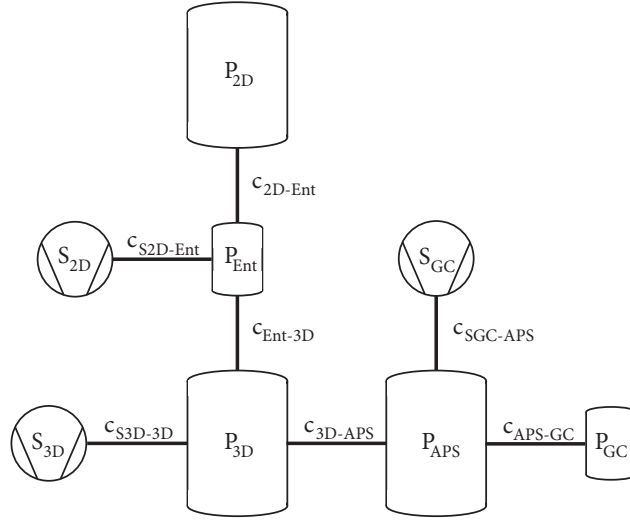 P2D
c2D-Ent
S2D
cS2D-Ent
PEnt
SGC
cEnt-3D
cSGC-APS
S3D
cS3D-3D
P3D
c3D-APS
PAPS
cAPS-GC
PGC